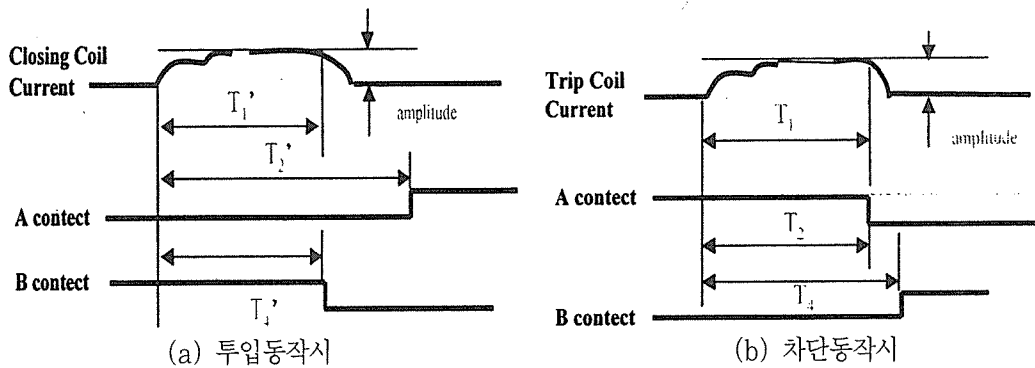 Closing Coil
Current
T₁'
amplitude
T₂'
A contect
B contect
T₄'
(a) 투입동작시
Trip Coil
Current
T₁
amplitude
A contect
T₂
T₄
B contect
(b) 차단동작시